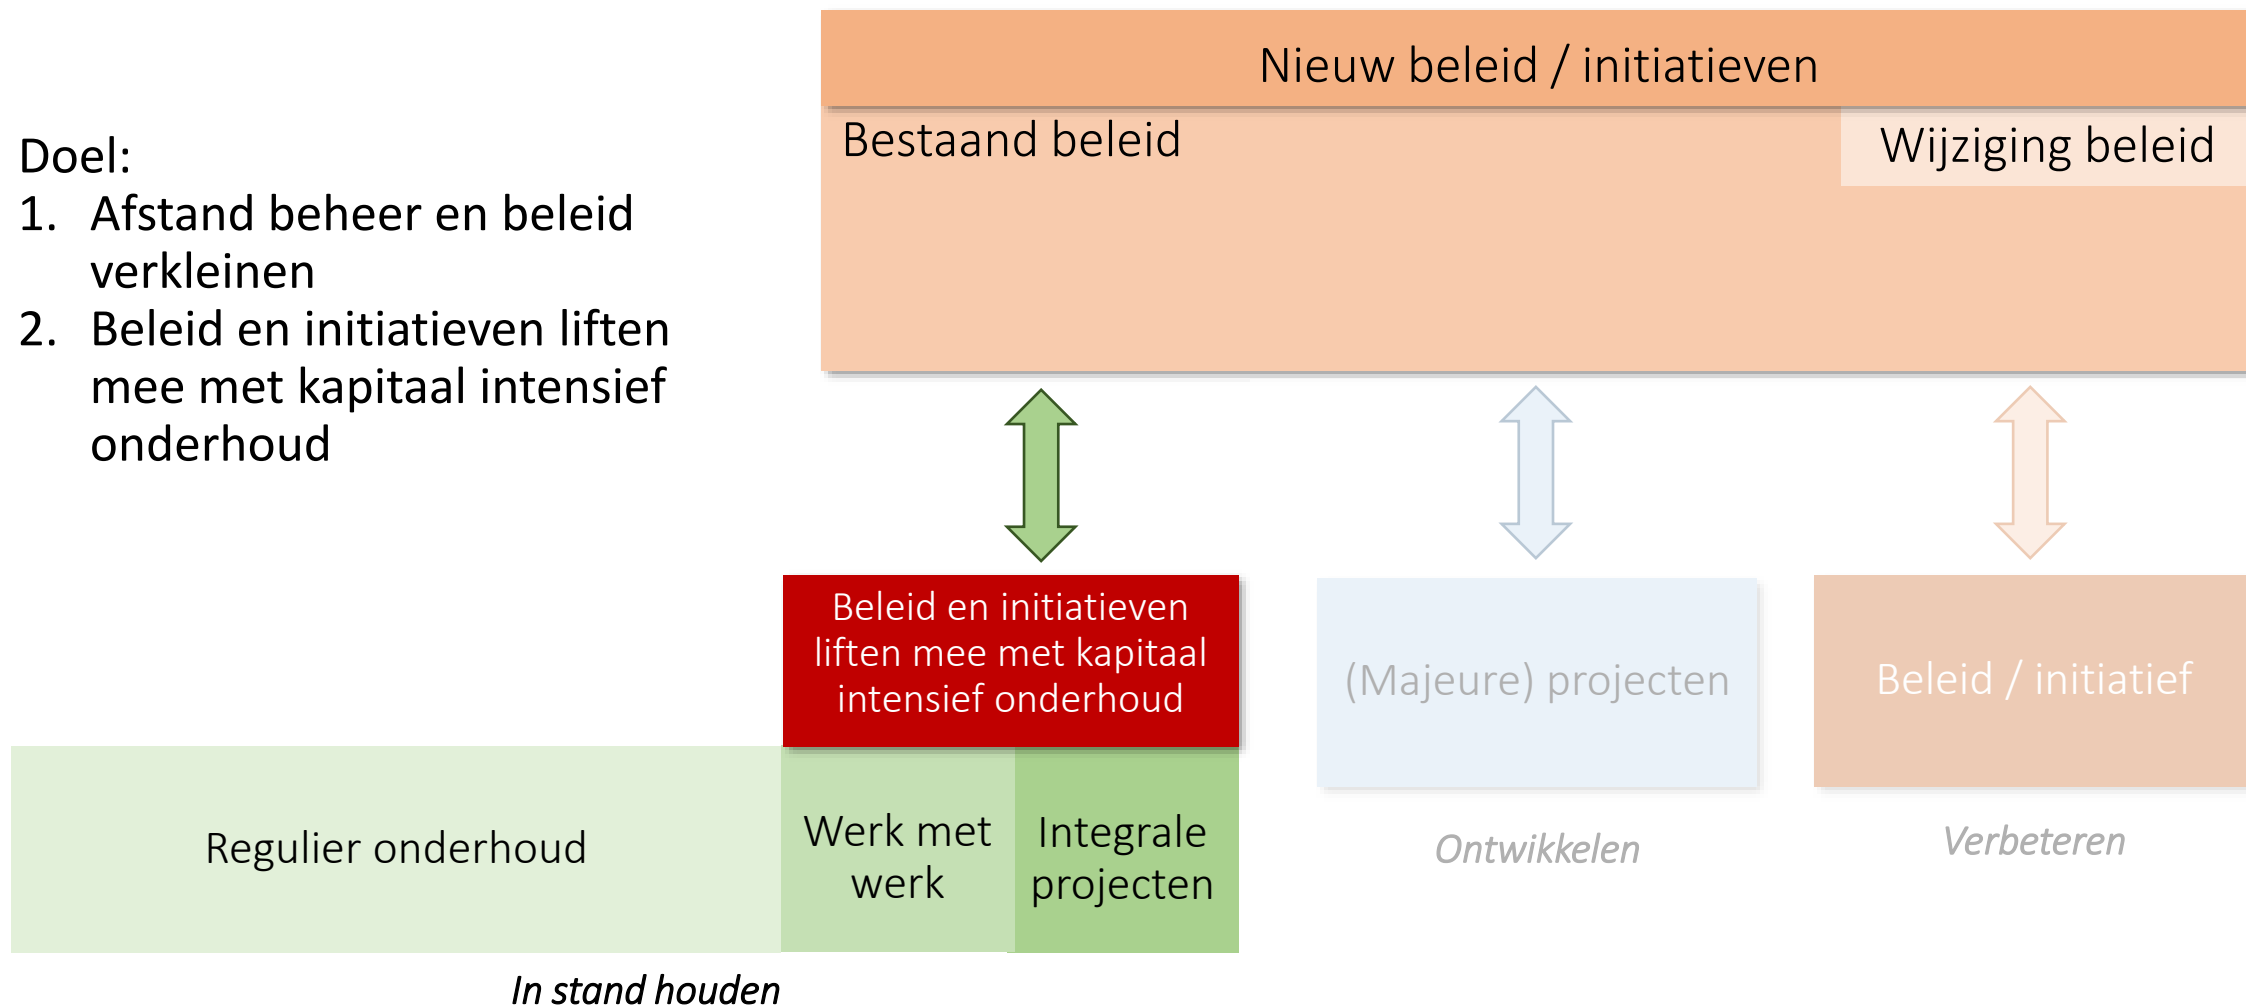 Nieuw beleid / initiatieven
Bestaand beleid
Wijziging beleid
Doel:
1. Afstand beheer en beleid
verkleinen
2. Beleid en initiatieven liften
mee met kapitaal intensief
onderhoud
Beleid en initiatieven
liften mee met kapitaal
intensief onderhoud
(Majeure) projecten
Beleid / initiatief
Regulier onderhoud
Werk met
werk
Integrale
projecten
Ontwikkelen
Verbeteren
In stand houden